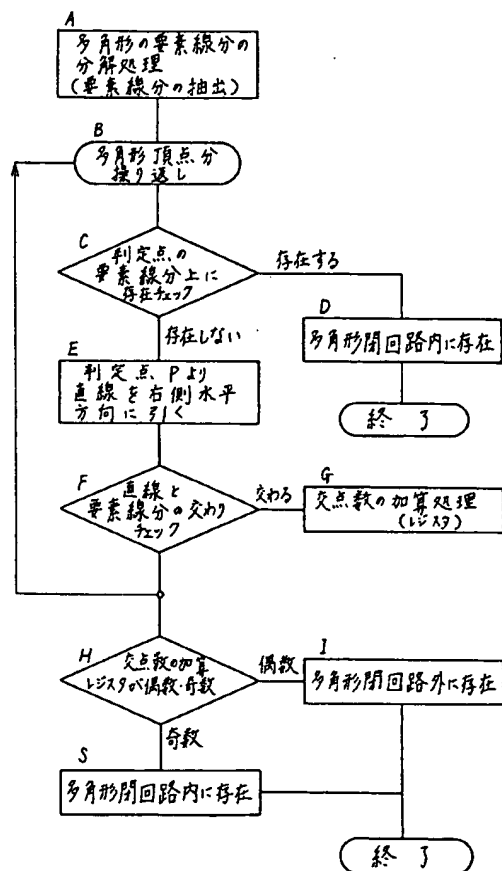 A
多角形の要素線分の
分解処理
(要素線分の抽出)
B
多角形頂点分
繰り返し
C
判定点の
要素線分上に
存在チェック
存在する
D
多角形閉回路内に存在
終了
存在しない
E
判定点Pより
直線を右側水平
方向に引く
F
直線と
要素線分の交わり
チェック
交わる
G
交点数の加算処理
(レジスタ)
H
交点数の加算
レジスタが偶数・奇数
偶数
I
多角形閉回路外に存在
奇数
S
多角形閉回路内に存在
終了